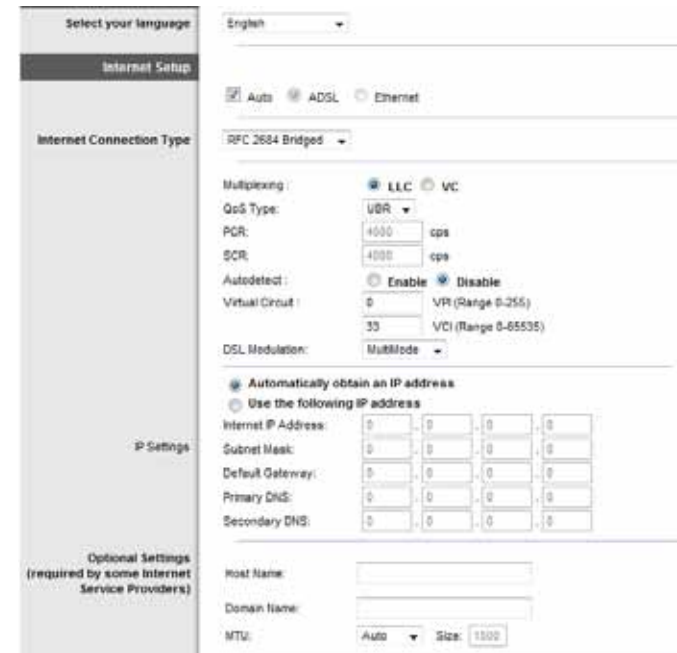 Select your language English
Internet Setup
Auto ADSL Ethernet
Internet Connection Type RFC 2684 Bridged
Multiplexing : LLC VC
QoS Type: UBR
PCR: 4000 cps
SCR: 4000 cps
Autodetect : Enable Disable
Virtual Circuit : 0 VPI (Range 0-255)
33 VCI (Range 0-65535)
DSL Modulation: MultiMode
Automatically obtain an IP address
Use the following IP address
Internet IP Address: 0 . 0 . 0 . 0
IP Settings Subnet Mask: 0 . 0 . 0 . 0
Default Gateway: 0 . 0 . 0 . 0
Primary DNS: 0 . 0 . 0 . 0
Secondary DNS: 0 . 0 . 0 . 0
Optional Settings
(required by some Internet Host Name:
Service Providers)
Domain Name:
MTU: Auto Size: 1500